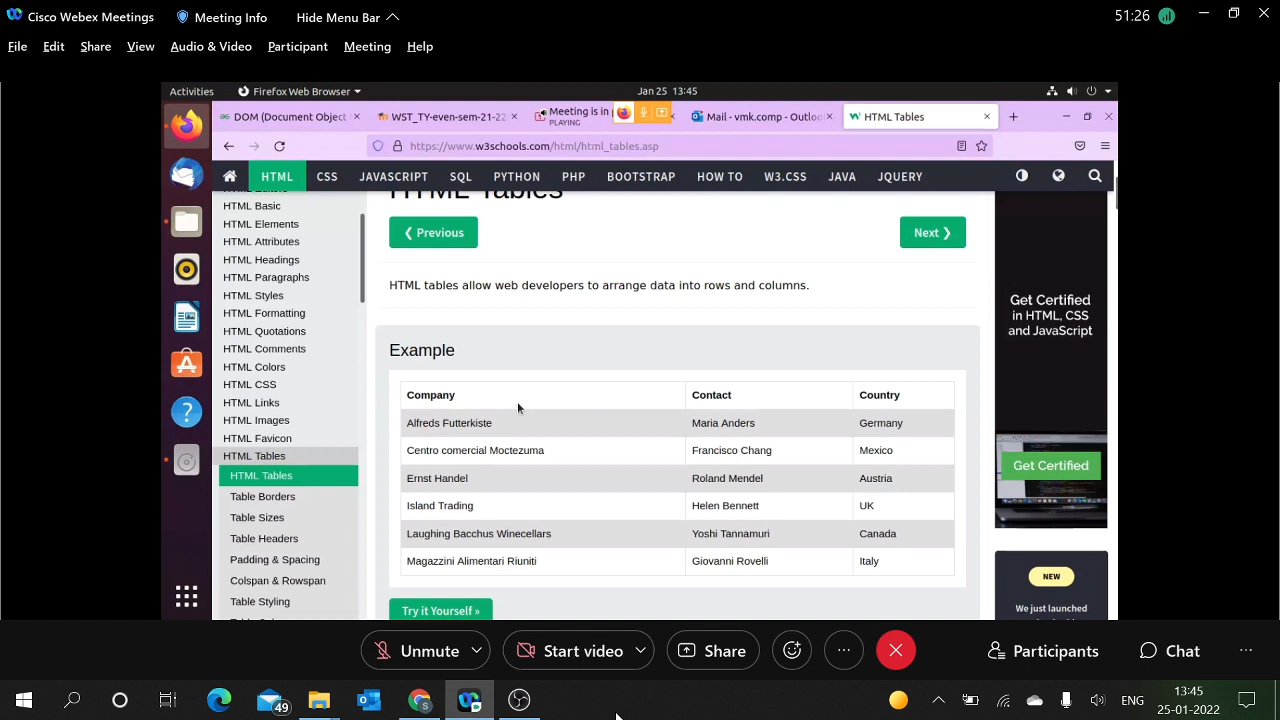 Cisco Webex Meetings
Meeting Info
Hide Menu Bar
51:26
File Edit Share View Audio & Video Participant Meeting Help
Activities
Firefox Web Browser
Jan 25 13:45
DOM (Document Object
WST_TY-even-sem-21-22
Meeting is in
PLAYING
Mail - vmk.comp - Outloo
HTML Tables
https://www.w3schools.com/html/html_tables.asp
HTML CSS JAVASCRIPT SQL PYTHON PHP BOOTSTRAP HOW TO W3.CSS JAVA JQUERY
HTML Basic
HTML Elements
HTML Attributes
HTML Headings
HTML Paragraphs
HTML Styles
HTML Formatting
HTML Quotations
HTML Comments
HTML Colors
HTML CSS
HTML Links
HTML Images
HTML Favicon
HTML Tables
HTML Tables
Table Borders
Table Sizes
Table Headers
Padding & Spacing
Colspan & Rowspan
Table Styling
HTML Tables
❮ Previous
Next ❯
HTML tables allow web developers to arrange data into rows and columns.
Example
Company Contact Country
Alfreds Futterkiste Maria Anders Germany
Centro comercial Moctezuma Francisco Chang Mexico
Ernst Handel Roland Mendel Austria
Island Trading Helen Bennett UK
Laughing Bacchus Winecellars Yoshi Tannamuri Canada
Magazzini Alimentari Riuniti Giovanni Rovelli Italy
Try it Yourself »
Get Certified
in HTML, CSS
and JavaScript
Get Certified
NEW
We just launched
Unmute
Start video
Share
Participants
Chat
49
ENG
13:45
25-01-2022